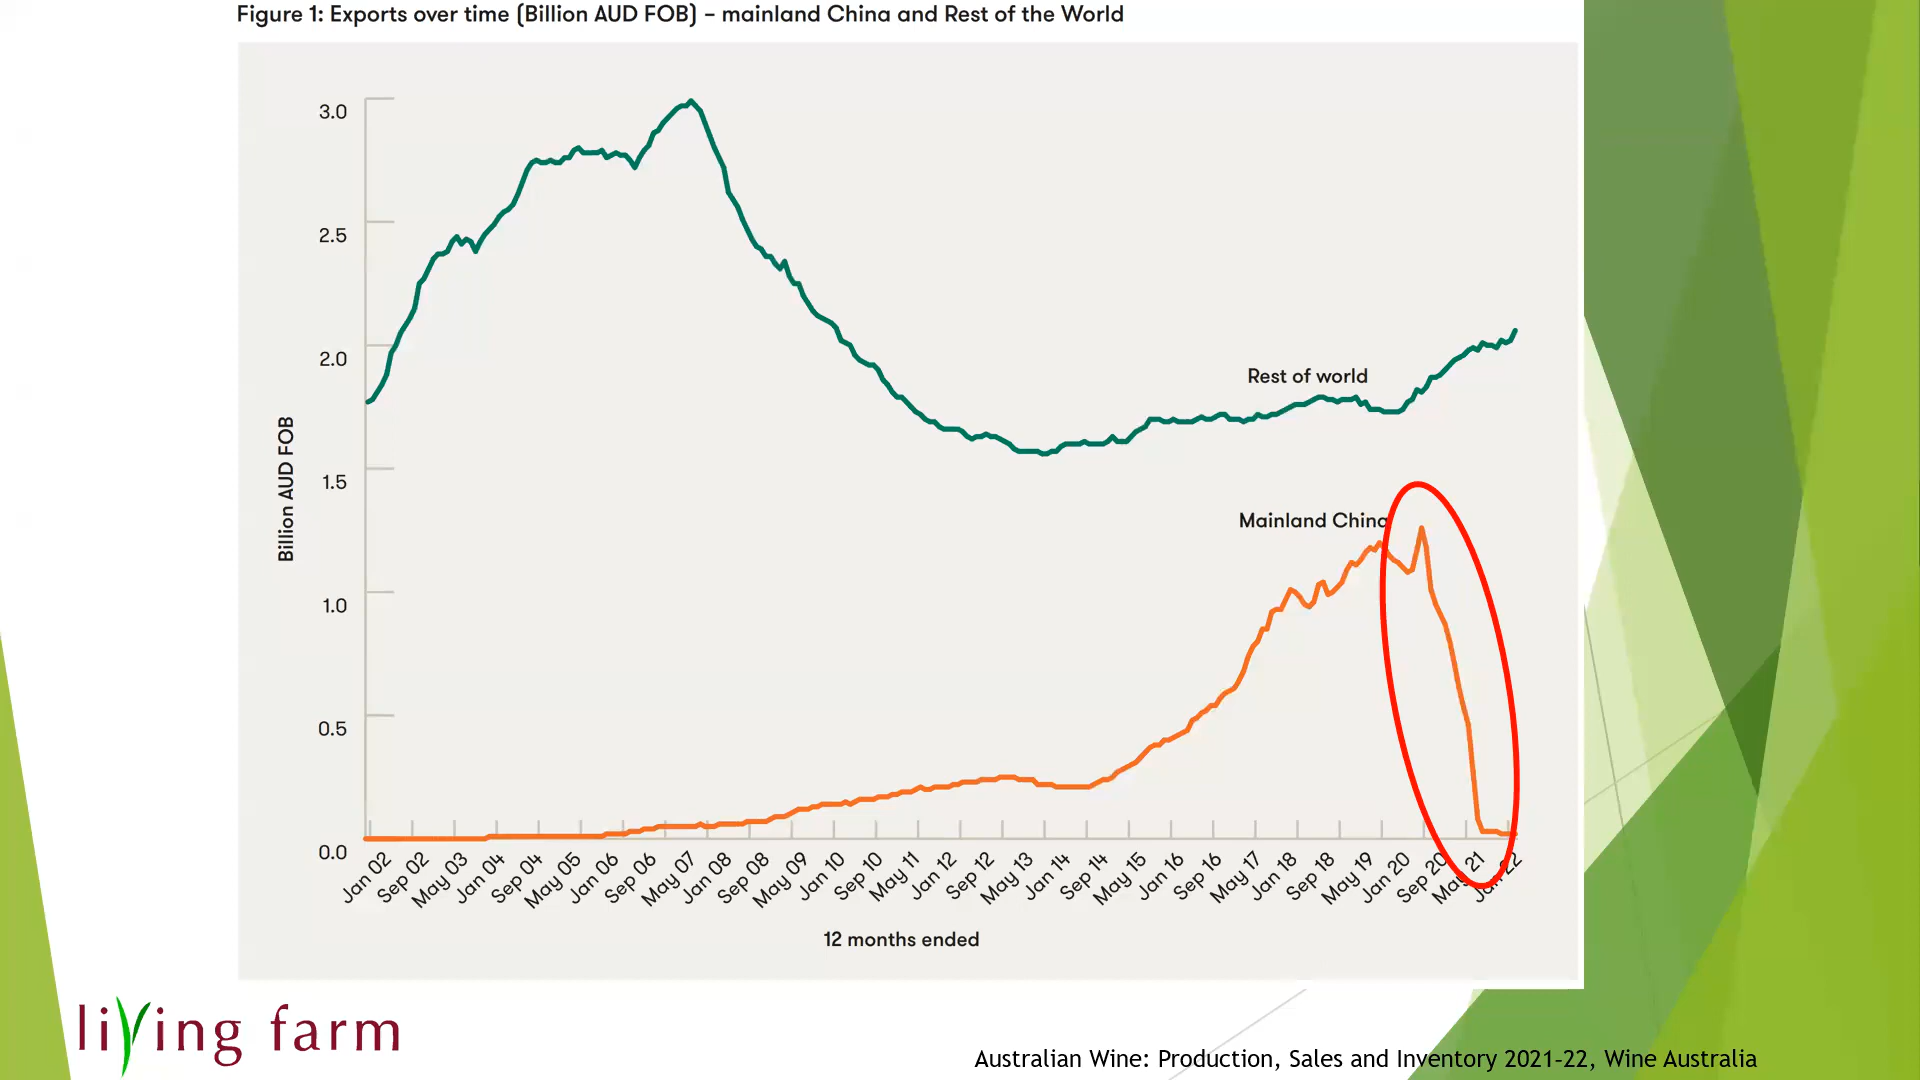 Figure 1: Exports over time (Billion AUD FOB) – mainland China and Rest of the World
3.0
2.5
2.0
1.5
1.0
0.5
0.0
Billion AUD FOB
Rest of world
Mainland China
Jan 02
Sep 02
May 03
Jan 04
Sep 04
May 05
Jan 06
Sep 06
May 07
Jan 08
Sep 08
May 09
Jan 10
Sep 10
May 11
Jan 12
Sep 12
May 13
Jan 14
Sep 14
May 15
Jan 16
Sep 16
May 17
Jan 18
Sep 18
May 19
Jan 20
Sep 20
May 21
Jan 22
12 months ended
living farm
Australian Wine: Production, Sales and Inventory 2021-22, Wine Australia